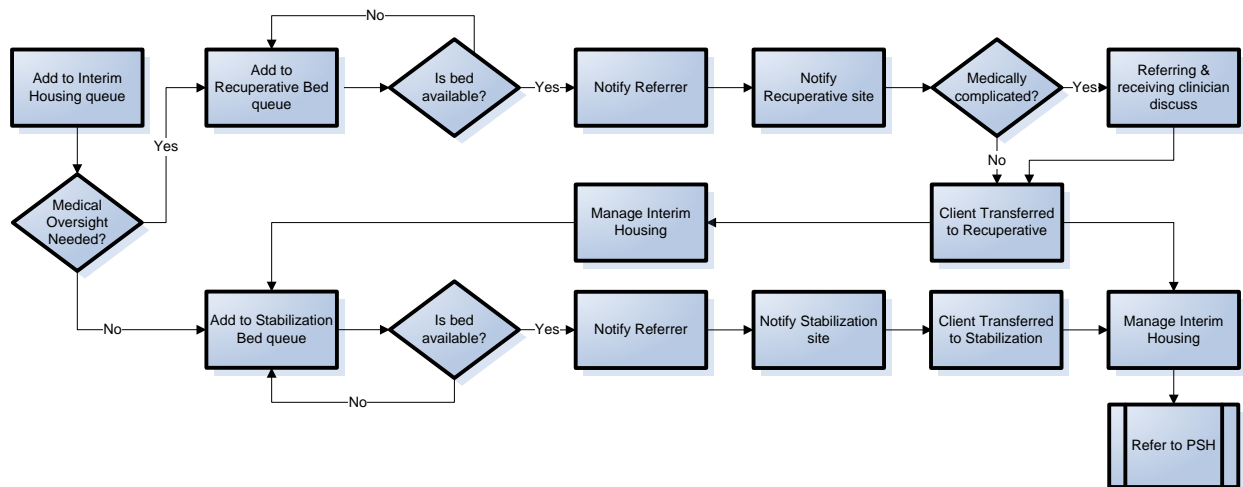 No
Add to Interim
Housing queue
Add to
Recuperative Bed
queue
Is bed
available?
Yes
Notify Referrer
Notify
Recuperative site
Medically
complicated?
Yes
Referring &
receiving clinician
discuss
Yes
No
Medical
Oversight
Needed?
Manage Interim
Housing
Client Transferred
to Recuperative
No
Add to Stabilization
Bed queue
Is bed
available?
Yes
Notify Referrer
Notify Stabilization
site
Client Transferred
to Stabilization
Manage Interim
Housing
No
Refer to PSH